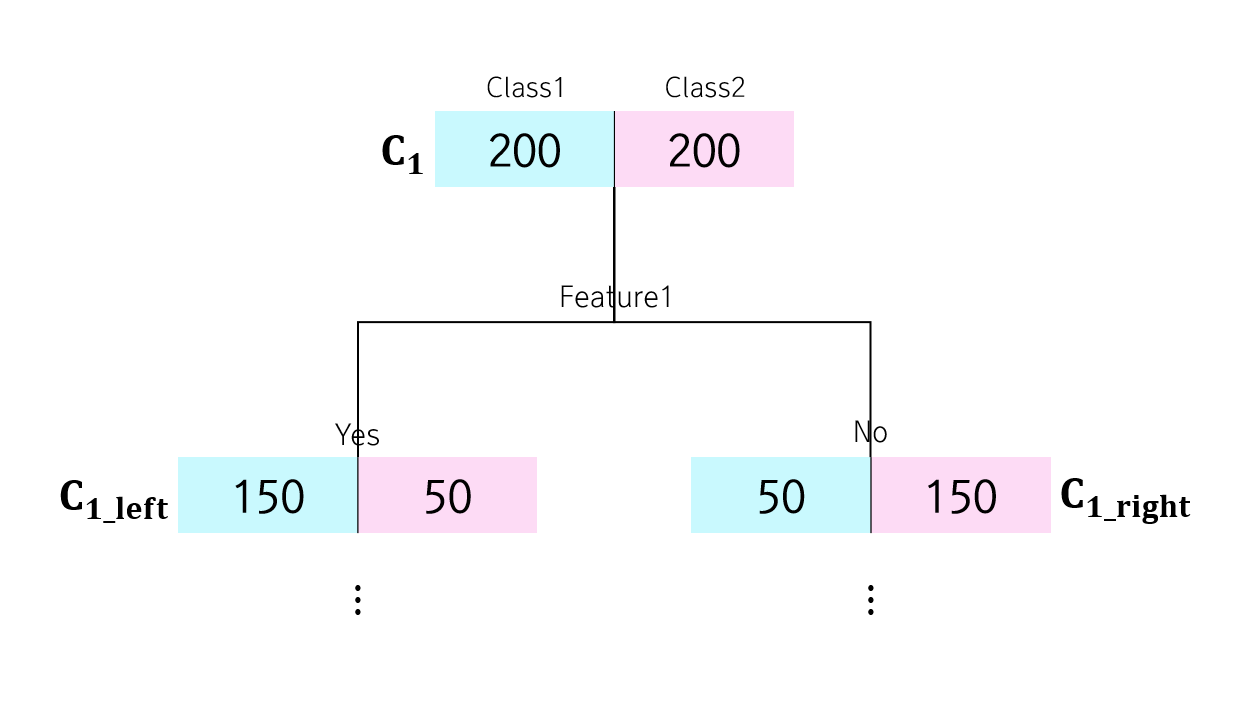 Class1 Class2
C1 200 200
Feature1
Yes No
C1_left 150 50 50 150 C1_right
⋮ ⋮